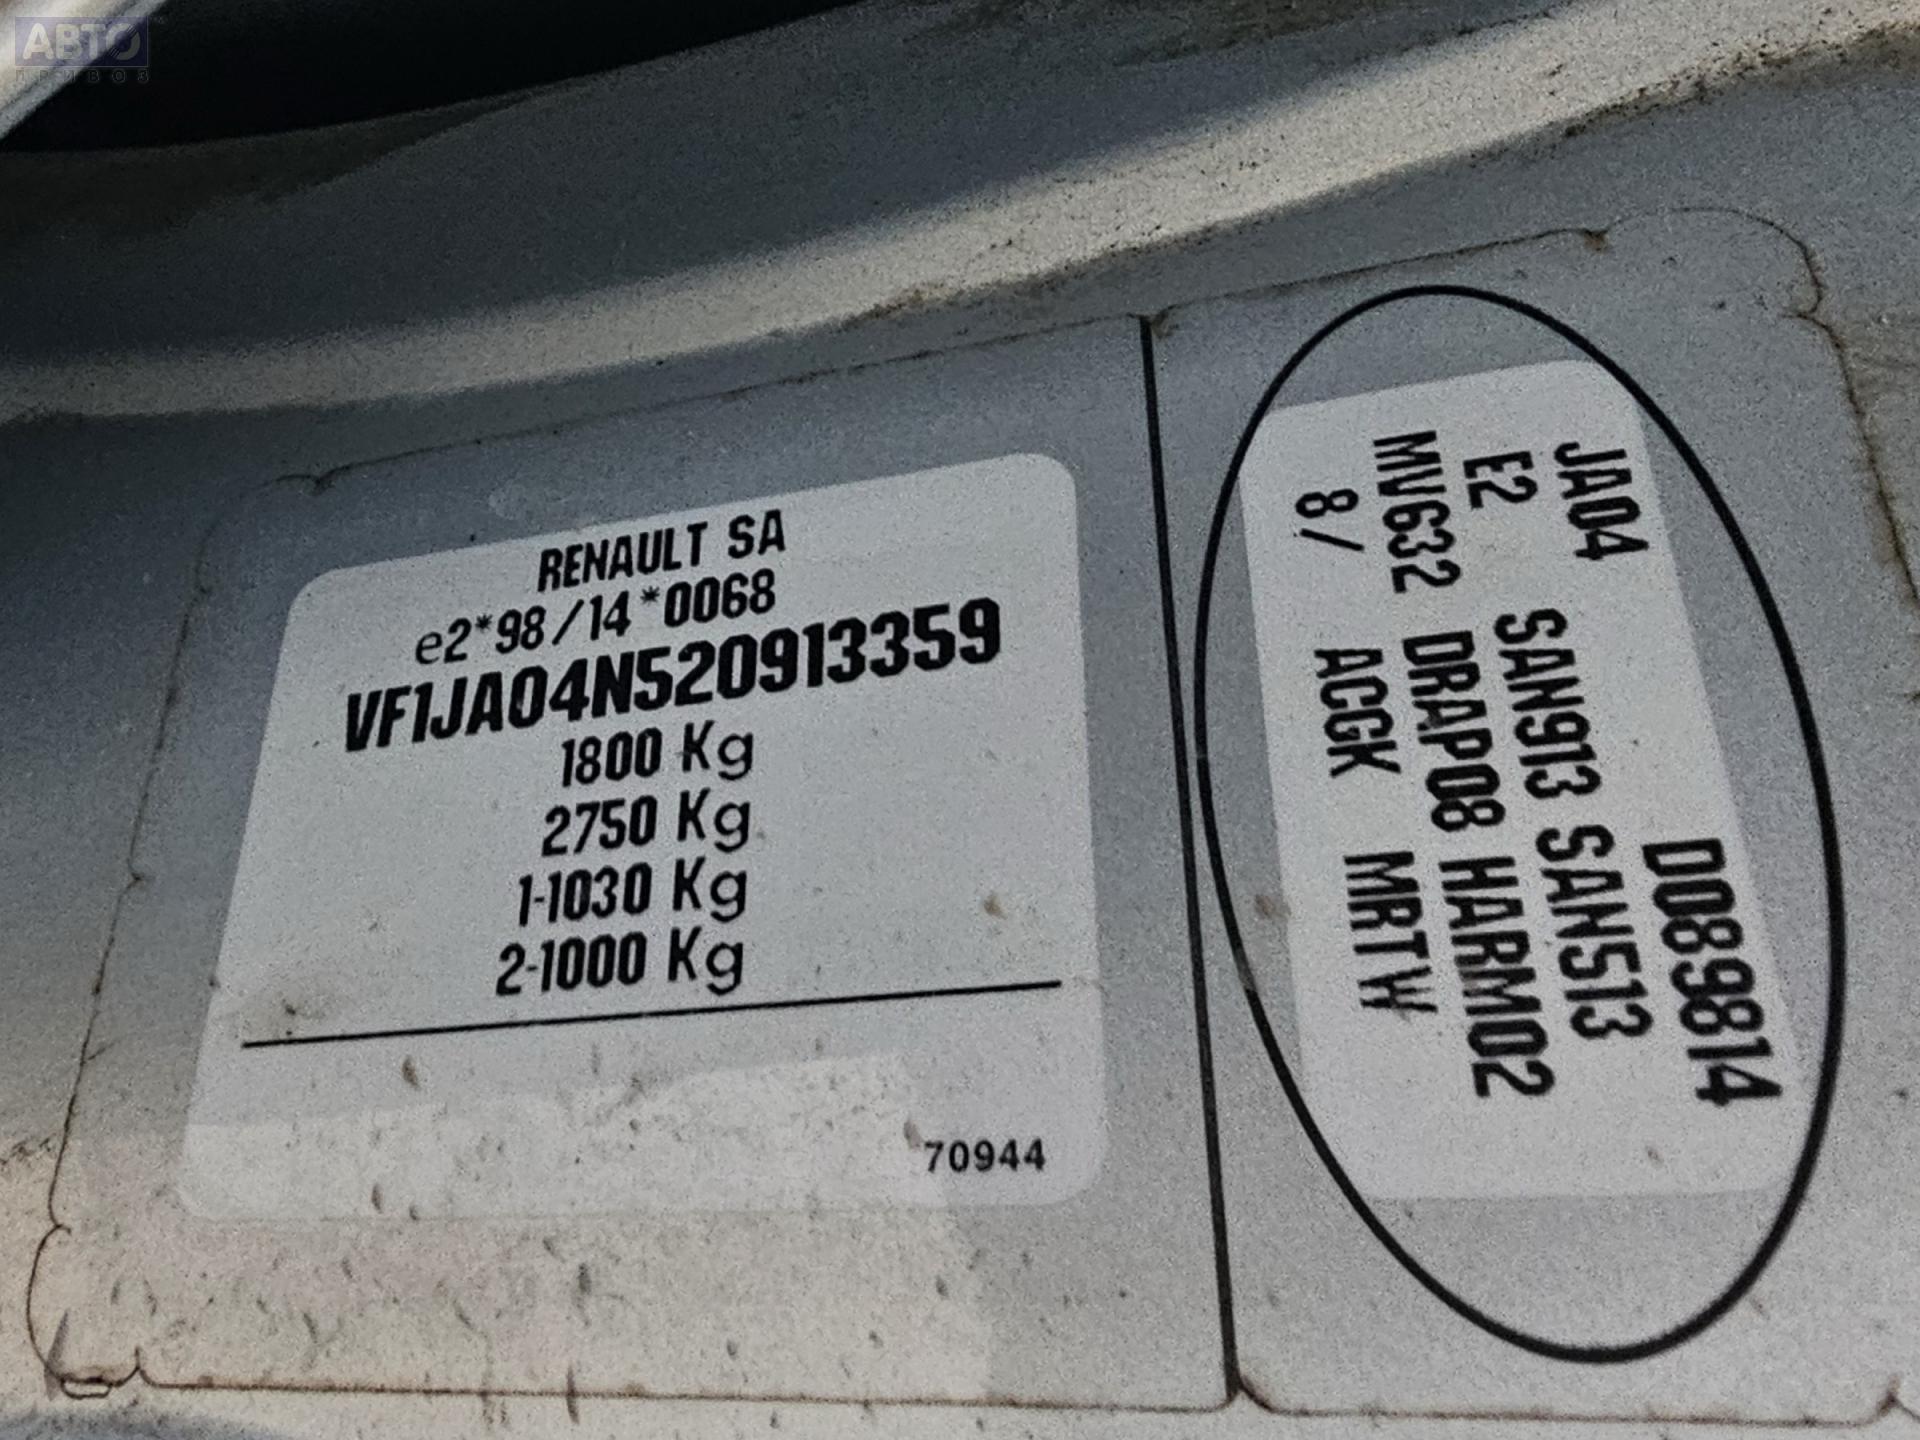 АВТО
ПРИВОЗ
RENAULT SA
e2*98/14*0068
VF1JA04N520913359
1800 Kg
2750 Kg
1-1030 Kg
2-1000 Kg
70944
D089814
JA04 SAN913 SAN513
E2 DRAP08 HARM02
MV632 ACGK MRTW
8/